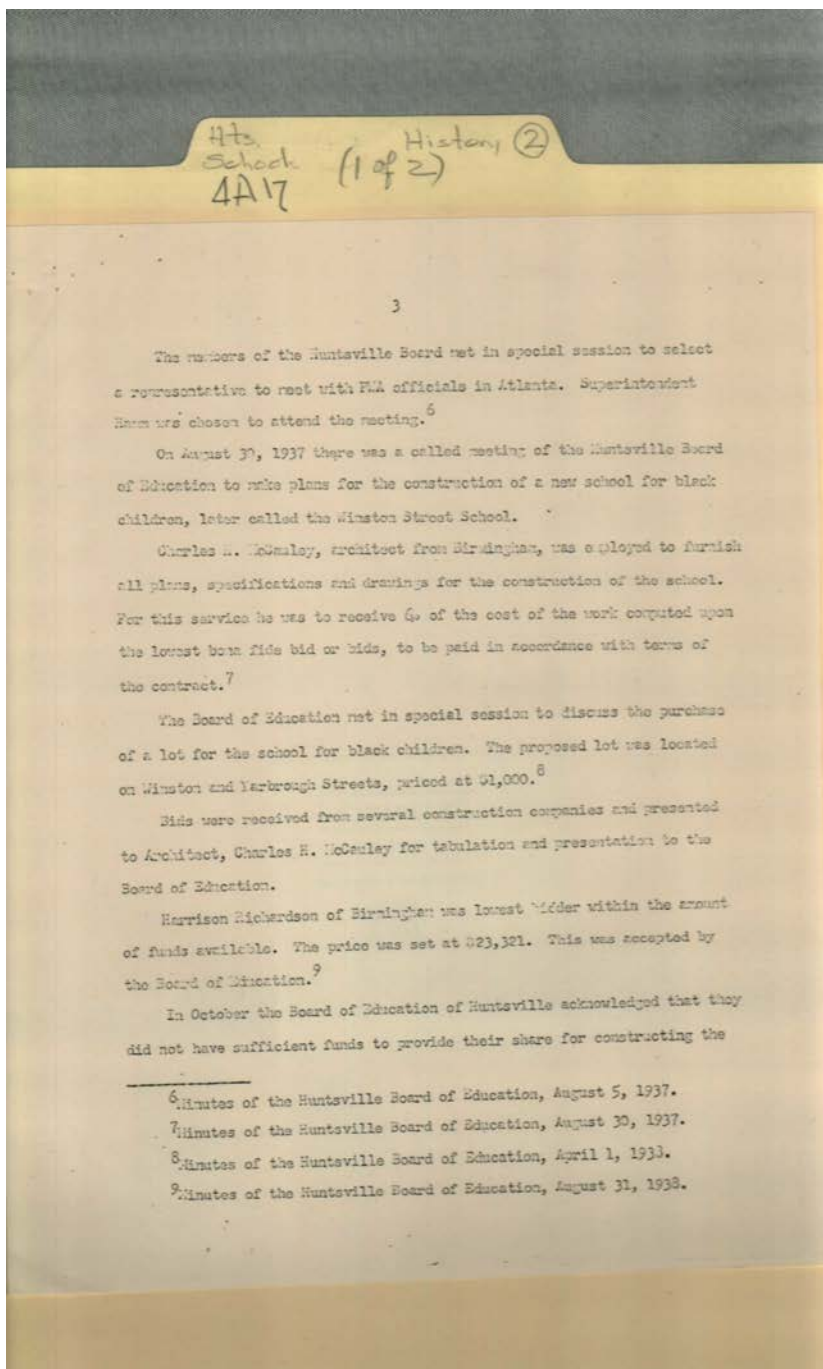 Hts. History ②
School (1 of 2)
4A17
3
The members of the Huntsville Board met in special session to select
a representative to meet with PWA officials in Atlanta. Superintendent
was chosen to attend the meeting.6
On August 30, 1937 there was a called meeting of the Huntsville Board
of Education to make plans for the construction of a new school for black
children, later called the Winston Street School.
Charles H. McCauley, architect from Birmingham, was employed to furnish
all plans, specifications and drawings for the construction of the school.
For this service he was to receive 6% of the cost of the work computed upon
the lowest bona fide bid or bids, to be paid in accordance with terms of
the contract.7
The Board of Education met in special session to discuss the purchase
of a lot for the school for black children. The proposed lot was located
on Winston and Yarbrough Streets, priced at $1,000.8
Bids were received from several construction companies and presented
to Architect, Charles H. McCauley for tabulation and presentation to the
Board of Education.
Harrison Richardson of Birmingham was lowest bidder within the amount
of funds available. The price was set at $23,321. This was accepted by
the Board of Education.9
In October the Board of Education of Huntsville acknowledged that they
did not have sufficient funds to provide their share for constructing the
6Minutes of the Huntsville Board of Education, August 5, 1937.
7Minutes of the Huntsville Board of Education, August 30, 1937.
8Minutes of the Huntsville Board of Education, April 1, 1938.
9Minutes of the Huntsville Board of Education, August 31, 1938.